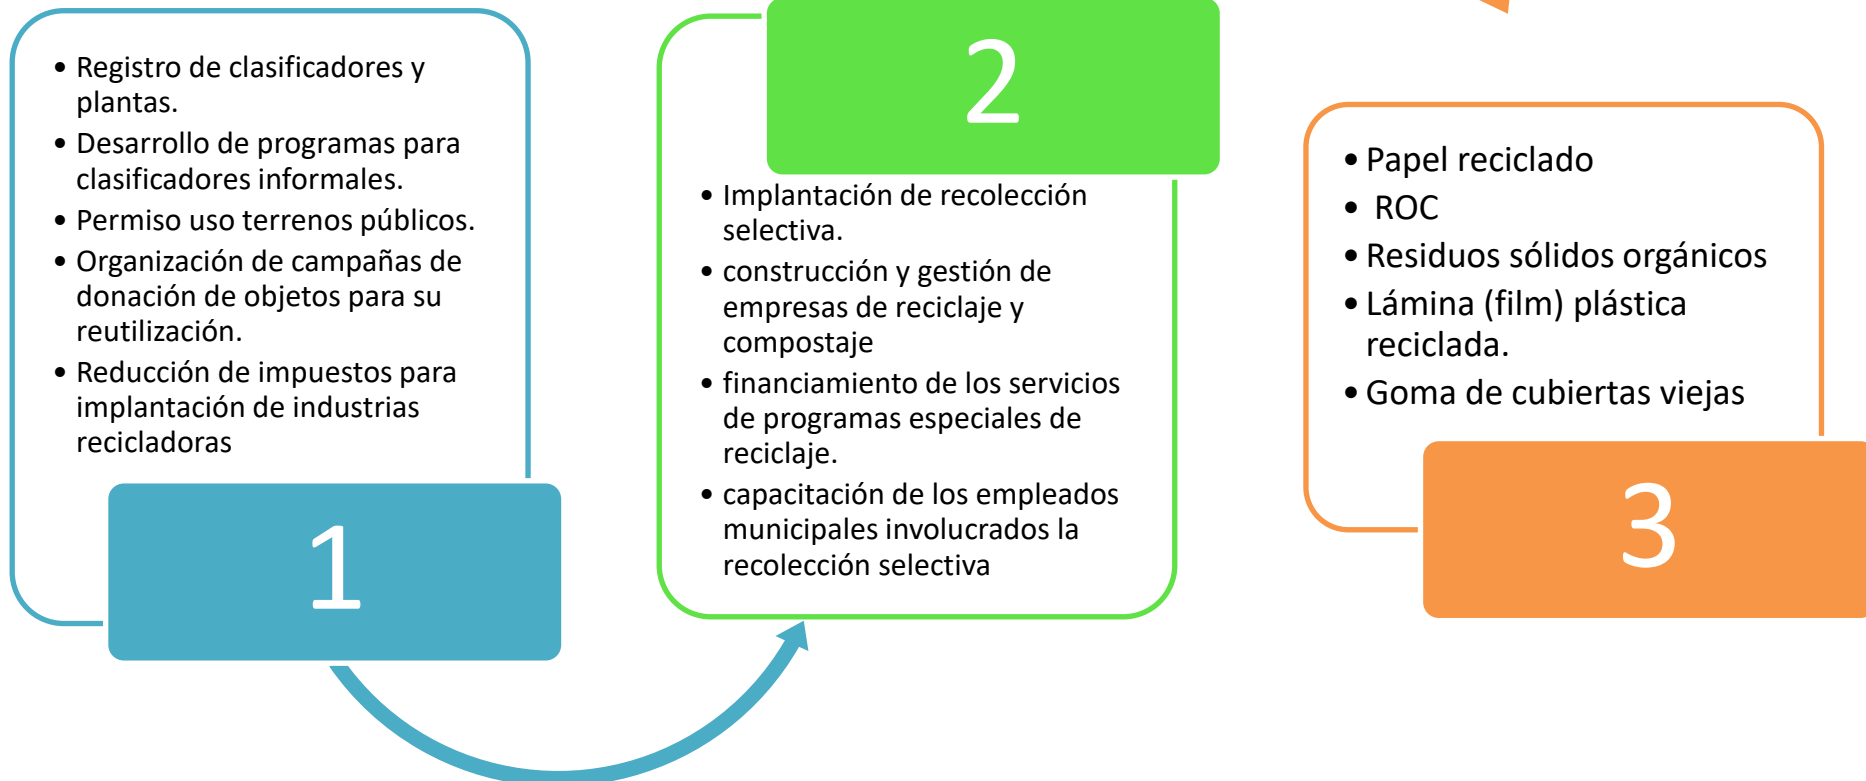 • Registro de clasificadores y
plantas.
• Desarrollo de programas para
clasificadores informales.
• Permiso uso terrenos públicos.
• Organización de campañas de
donación de objetos para su
reutilización.
• Reducción de impuestos para
implantación de industrias
recicladoras
1
2
• Implantación de recolección
selectiva.
• construcción y gestión de
empresas de reciclaje y
compostaje
• financiamiento de los servicios
de programas especiales de
reciclaje.
• capacitación de los empleados
municipales involucrados la
recolección selectiva
• Papel reciclado
• ROC
• Residuos sólidos orgánicos
• Lámina (film) plástica
reciclada.
• Goma de cubiertas viejas
3